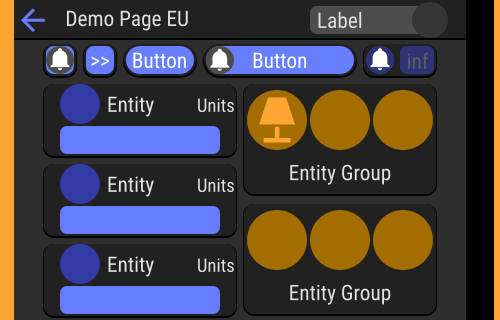 Demo Page EU
Label
>> Button Button inf
Entity Units
Entity Group
Entity Units
Entity Units
Entity Group